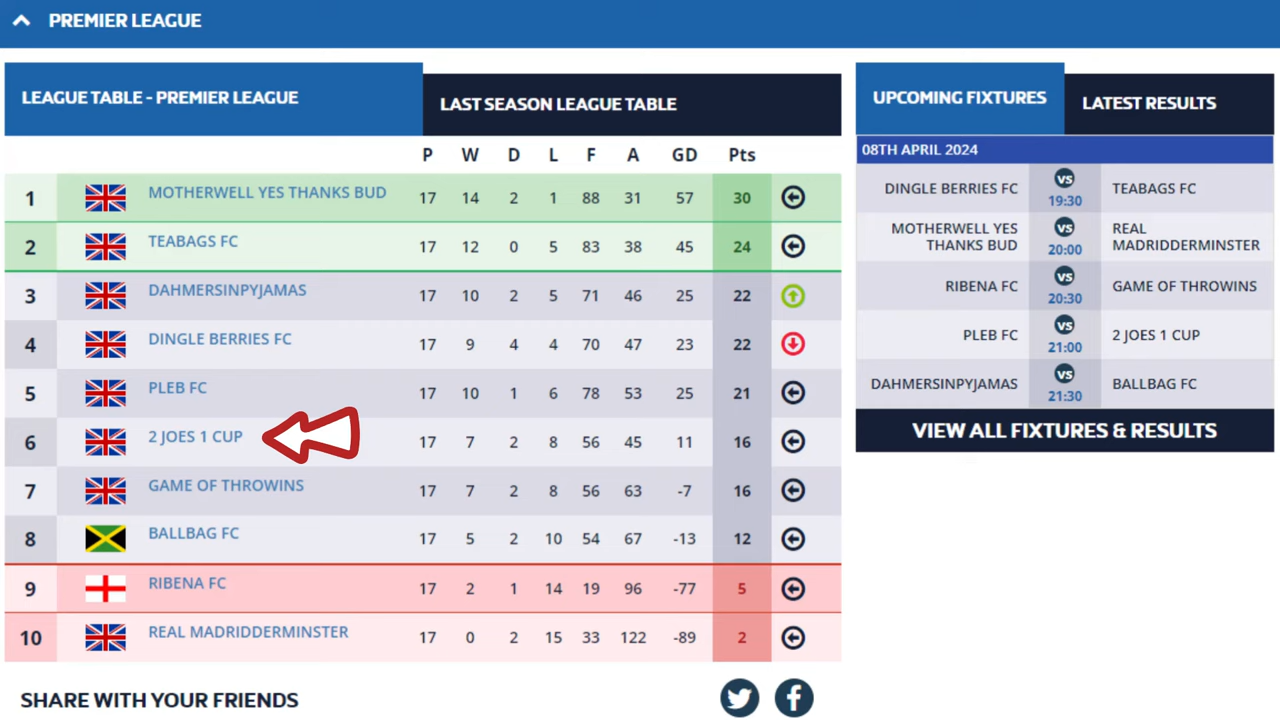 PREMIER LEAGUE
LEAGUE TABLE - PREMIER LEAGUE
LAST SEASON LEAGUE TABLE
P W D L F A GD Pts
1 MOTHERWELL YES THANKS BUD 17 14 2 1 88 31 57 30
2 TEABAGS FC 17 12 0 5 83 38 45 24
3 DAHMERSINPYJAMAS 17 10 2 5 71 46 25 22
4 DINGLE BERRIES FC 17 9 4 4 70 47 23 22
5 PLEB FC 17 10 1 6 78 53 25 21
6 2 JOES 1 CUP 17 7 2 8 56 45 11 16
7 GAME OF THROWINS 17 7 2 8 56 63 -7 16
8 BALLBAG FC 17 5 2 10 54 67 -13 12
9 RIBENA FC 17 2 1 14 19 96 -77 5
10 REAL MADRIDDERMINSTER 17 0 2 15 33 122 -89 2
SHARE WITH YOUR FRIENDS
UPCOMING FIXTURES
LATEST RESULTS
08TH APRIL 2024
DINGLE BERRIES FC VS TEABAGS FC
19:30
MOTHERWELL YES VS REAL
THANKS BUD 20:00 MADRIDDERMINSTER
RIBENA FC VS GAME OF THROWINS
20:30
PLEB FC VS 2 JOES 1 CUP
21:00
DAHMERSINPYJAMAS VS BALLBAG FC
21:30
VIEW ALL FIXTURES & RESULTS